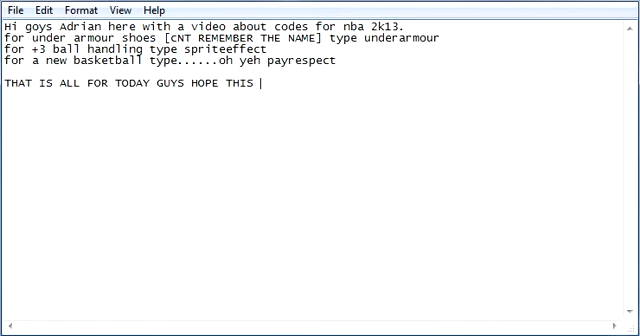 File Edit Format View Help
Hi goys Adrian here with a video about codes for nba 2k13.
for under armour shoes [CNT REMEMBER THE NAME] type underarmour
for +3 ball handling type spriteeffect
for a new basketball type......oh yeh payrespect
THAT IS ALL FOR TODAY GUYS HOPE THIS